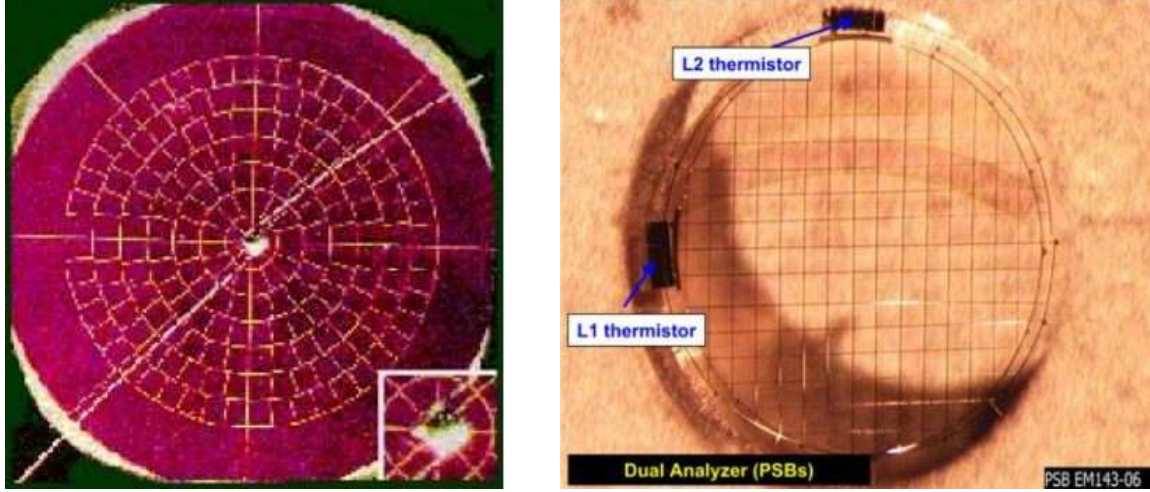 L2 thermistor
L1 thermistor
Dual Analyzer (PSBs)
PSB EM143-06